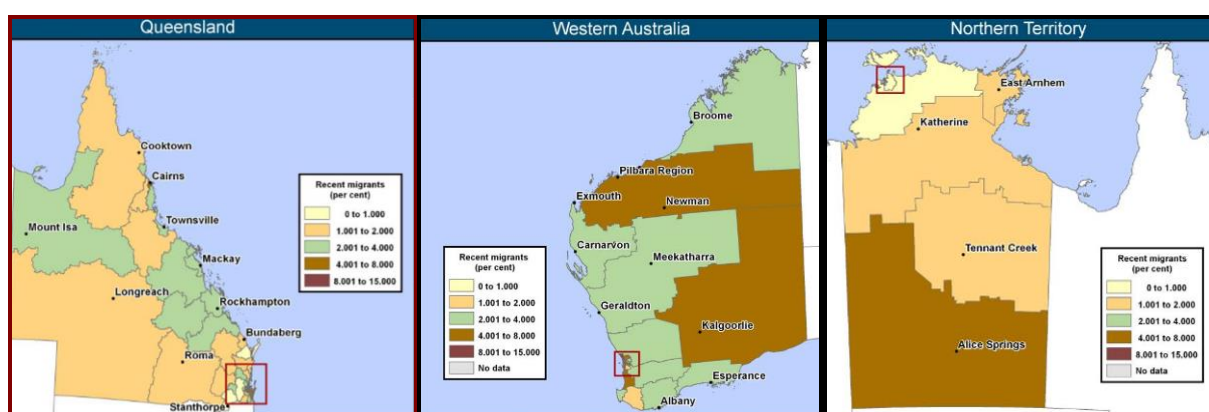 Queensland
Cooktown
Cairns
Townsville
Mount Isa
Mackay
Longreach
Rockhampton
Bundaberg
Roma
Stanthorpe
Recent migrants
(per cent)
0 to 1.000
1.001 to 2.000
2.001 to 4.000
4.001 to 8.000
8.001 to 15.000
Western Australia
Broome
Pilbara Region
Exmouth
Newman
Carnarvon
Meekatharra
Geraldton
Kalgoorlie
Esperance
Albany
Recent migrants
(per cent)
0 to 1.000
1.001 to 2.000
2.001 to 4.000
4.001 to 8.000
8.001 to 15.000
No data
Northern Territory
East Arnhem
Katherine
Tennant Creek
Alice Springs
Recent migrants
(per cent)
0 to 1.000
1.001 to 2.000
2.001 to 4.000
4.001 to 8.000
8.001 to 15.000
No data